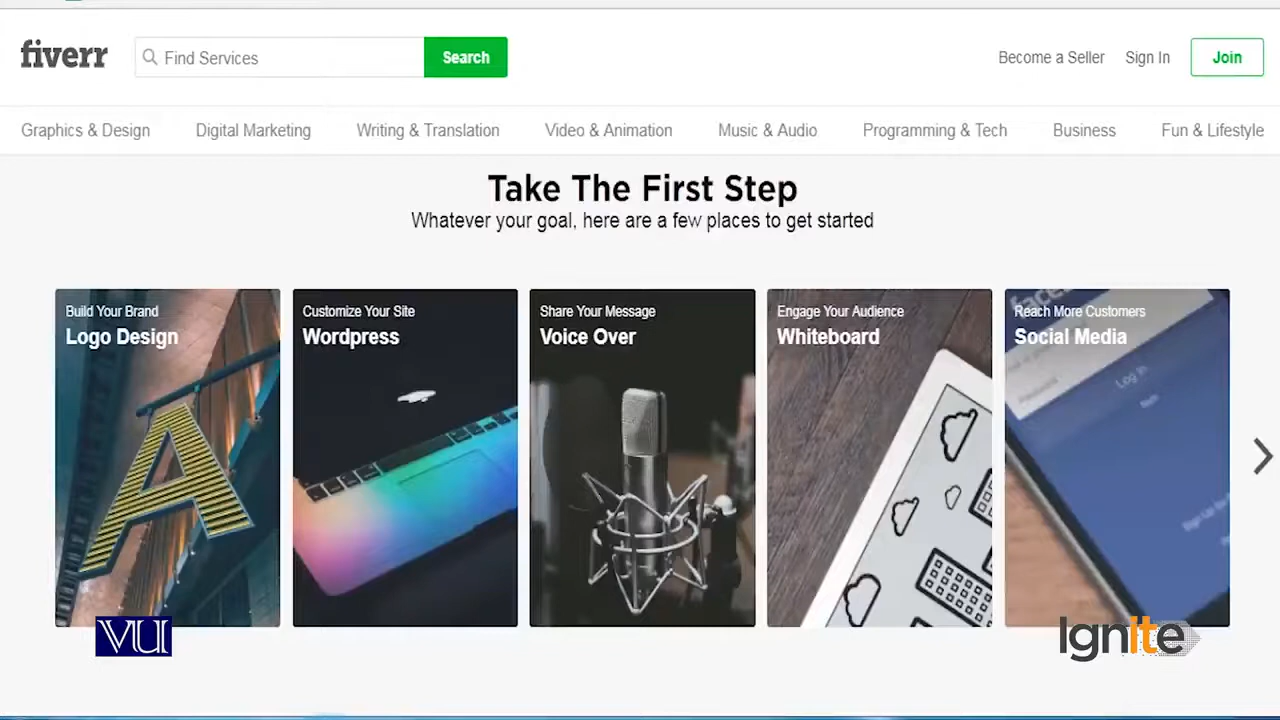 fiverr
Find Services
Search
Become a Seller
Sign In
Join
Graphics & Design
Digital Marketing
Writing & Translation
Video & Animation
Music & Audio
Programming & Tech
Business
Fun & Lifestyle
Take The First Step
Whatever your goal, here are a few places to get started
Build Your Brand
Logo Design
Customize Your Site
Wordpress
Share Your Message
Voice Over
Engage Your Audience
Whiteboard
Reach More Customers
Social Media
Log In
A
VU
IgnIte